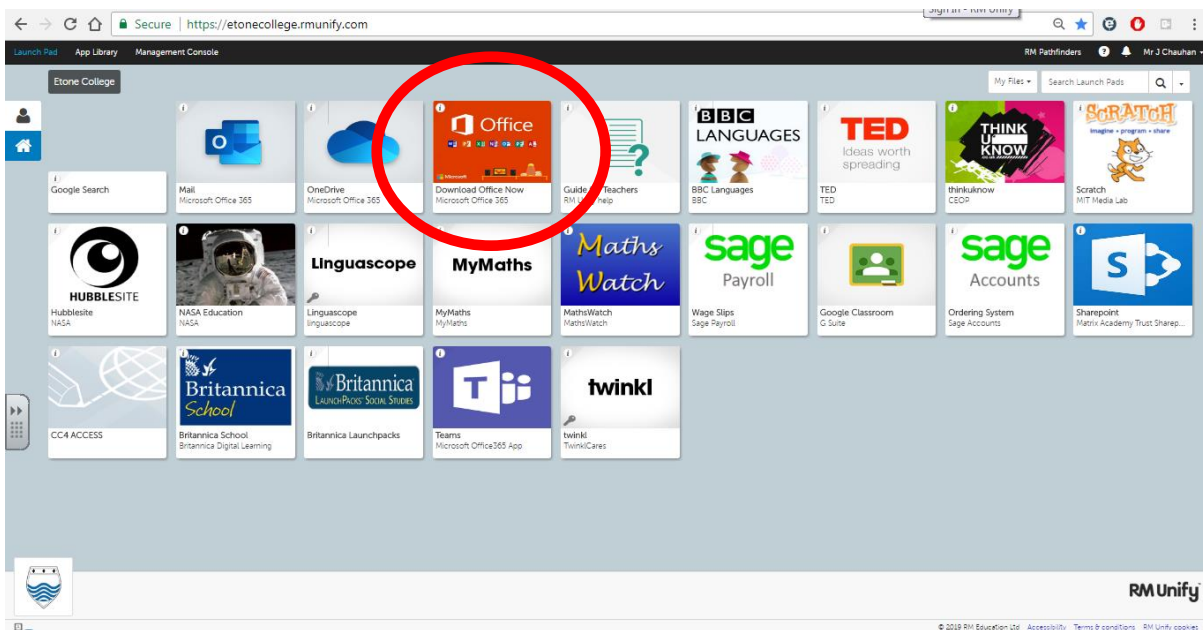 Sign in - RM Unify
Secure | https://etonecollege.rmunify.com
Launch Pad App Library Management Console RM Pathfinders ? Mr J Chauhan
Etone College My Files Search Launch Pads
Google Search
Mail
Microsoft Office 365
OneDrive
Microsoft Office 365
Office
Microsoft
Download Office Now
Microsoft Office 365
Guide Teachers
RM help
BBC
LANGUAGES
BBC Languages
BBC
TED
Ideas worth
spreading
TED
TED
THINK
U
KNOW
thinkuknow
CEOP
SCRATCH
imagine • program • share
Scratch
MIT Media Lab
HUBBLESITE
Hubblesite
NASA
NASA Education
NASA
Linguascope
Linguascope
linguascope
MyMaths
MyMaths
MyMaths
Maths
Watch
MathsWatch
MathsWatch
sage
Payroll
Wage Slips
Sage Payroll
Google Classroom
G Suite
sage
Accounts
Ordering System
Sage Accounts
S
Sharepoint
Matrix Academy Trust Sharep...
CC4 ACCESS
Britannica
School
Britannica School
Britannica Digital Learning
Britannica
LAUNCHPACKS: SOCIAL STUDIES
Britannica Launchpacks
T
Teams
Microsoft Office365 App
twinkl
twinkl
TwinklCares
RM Unify
© 2019 RM Education Ltd Accessibility Terms & conditions RM Unify cookies